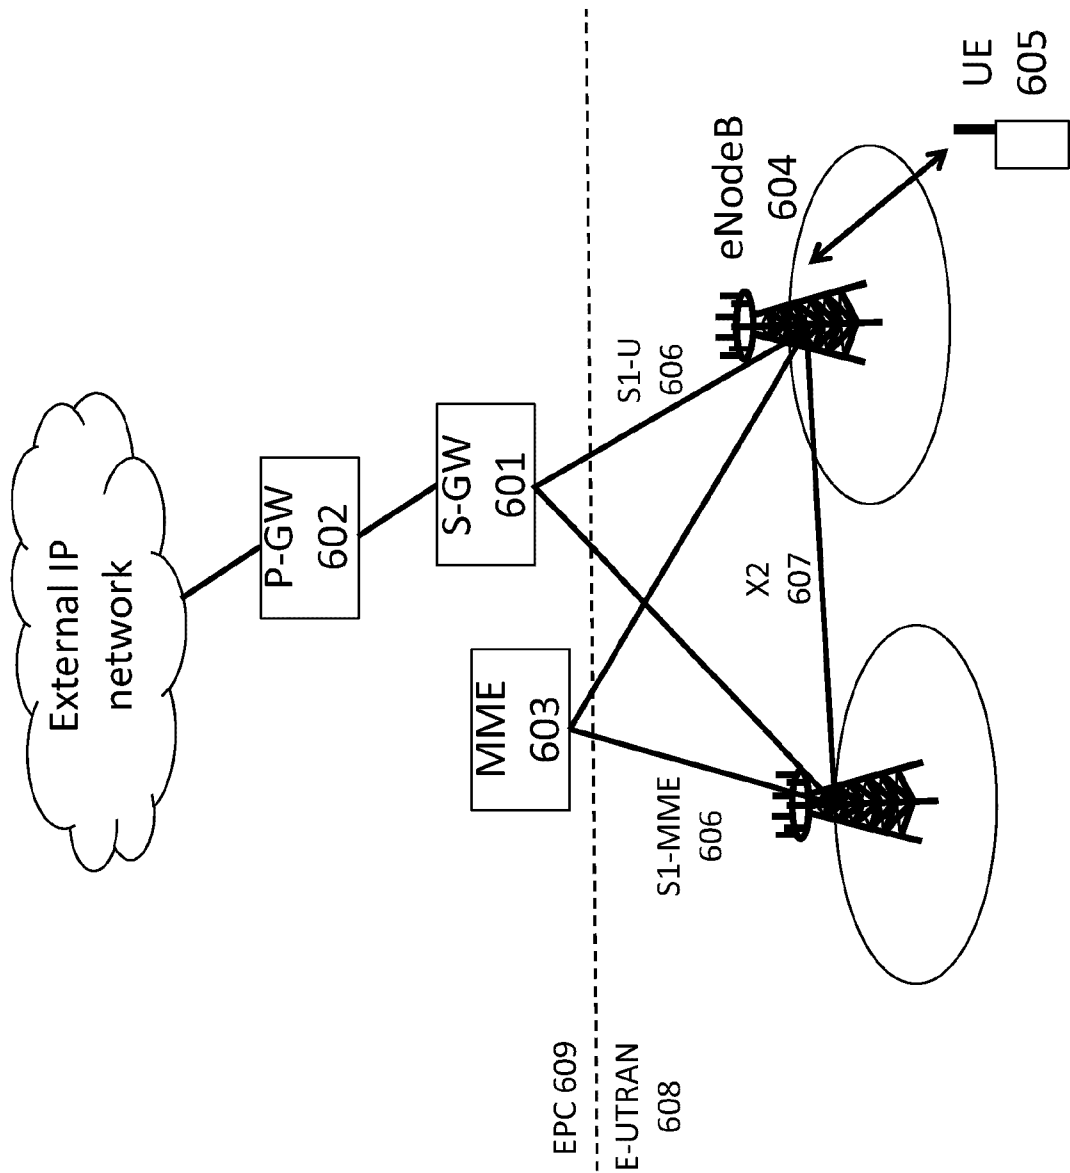 External IP
network
P-GW
602
S-GW
601
MME
603
EPC 609
E-UTRAN
608
S1-MME
606
S1-U
606
X2
607
eNodeB
604
UE
605